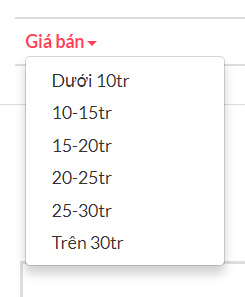 Giá bán
Dưới 10tr
10-15tr
15-20tr
20-25tr
25-30tr
Trên 30tr